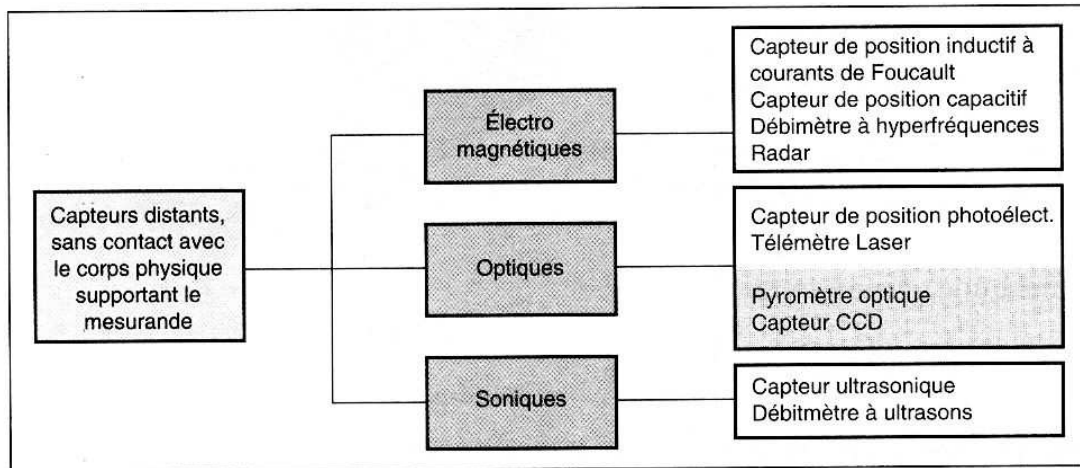 Capteurs distants,
sans contact avec
le corps physique
supportant le
mesurande
Électro
magnétiques
Capteur de position inductif à
courants de Foucault
Capteur de position capacitif
Débimètre à hyperfréquences
Radar
Optiques
Capteur de position photoélect.
Télémètre Laser
Pyromètre optique
Capteur CCD
Soniques
Capteur ultrasonique
Débitmètre à ultrasons